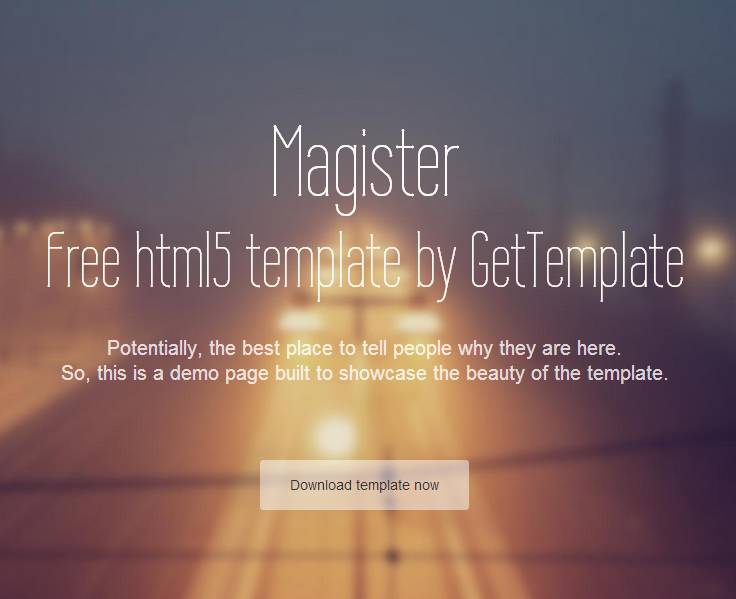 Magister
Free html5 template by GetTemplate
Potentially, the best place to tell people why they are here.
So, this is a demo page built to showcase the beauty of the template.
Download template now